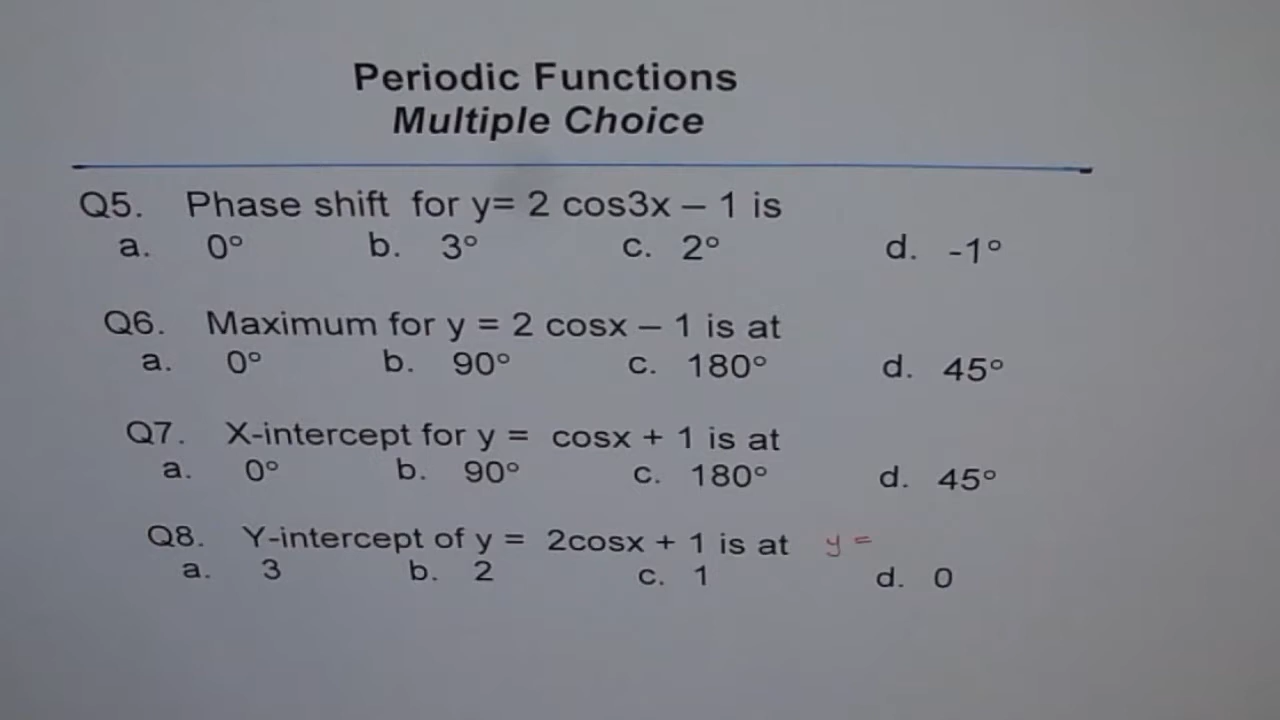 Periodic Functions
Multiple Choice
Q5. Phase shift for y= 2 cos3x – 1 is
a. 0° b. 3° c. 2° d. -1°
Q6. Maximum for y = 2 cosx – 1 is at
a. 0° b. 90° c. 180° d. 45°
Q7. X-intercept for y = cosx + 1 is at
a. 0° b. 90° c. 180° d. 45°
Q8. Y-intercept of y = 2cosx + 1 is at y =
a. 3 b. 2 c. 1 d. 0